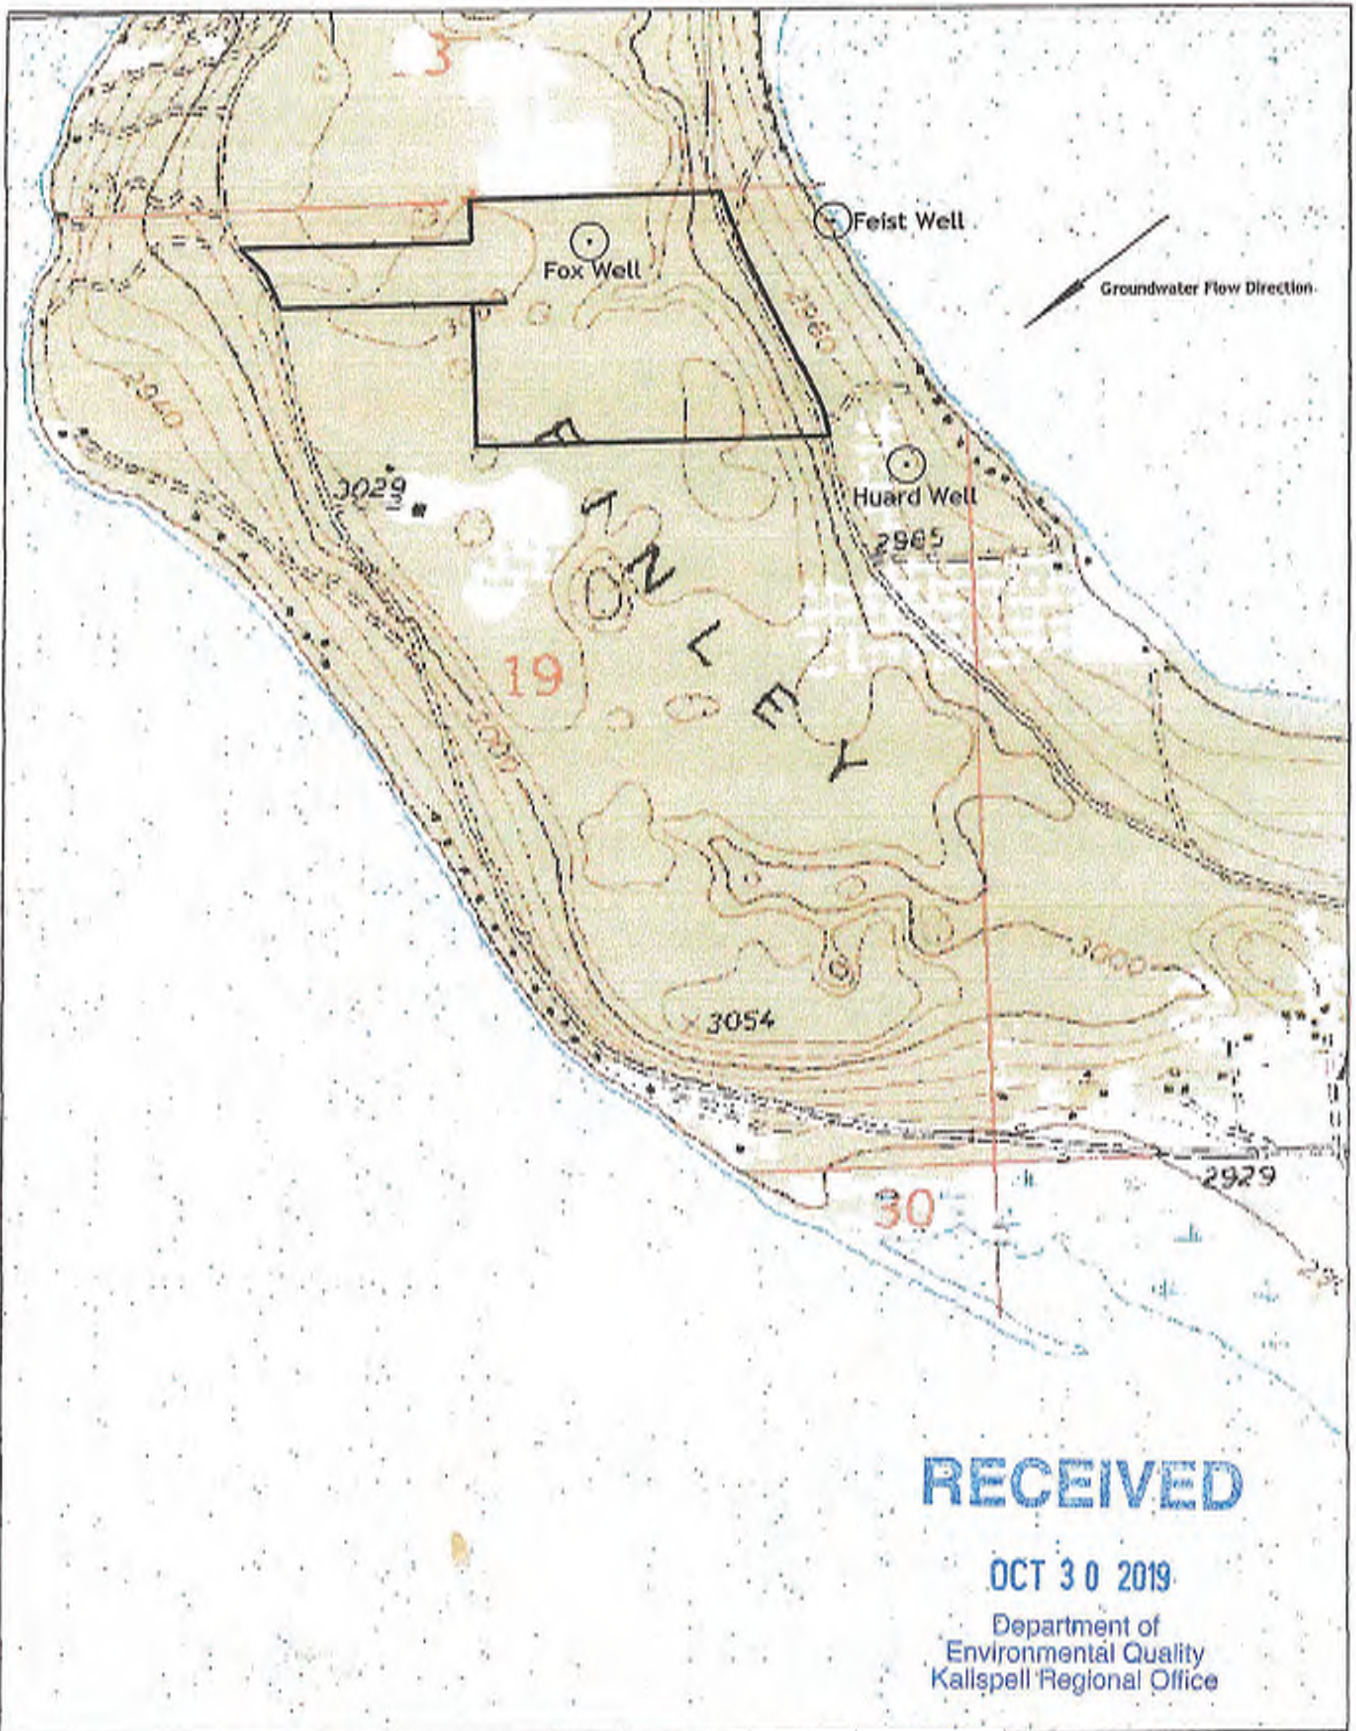 Feist Well
Fox Well
Groundwater Flow Direction
2960
2940
3029
Huard Well
2965
19
3000
3000
3054
2929
30
RECEIVED
OCT 30 2019
Department of
Environmental Quality
Kalispell Regional Office